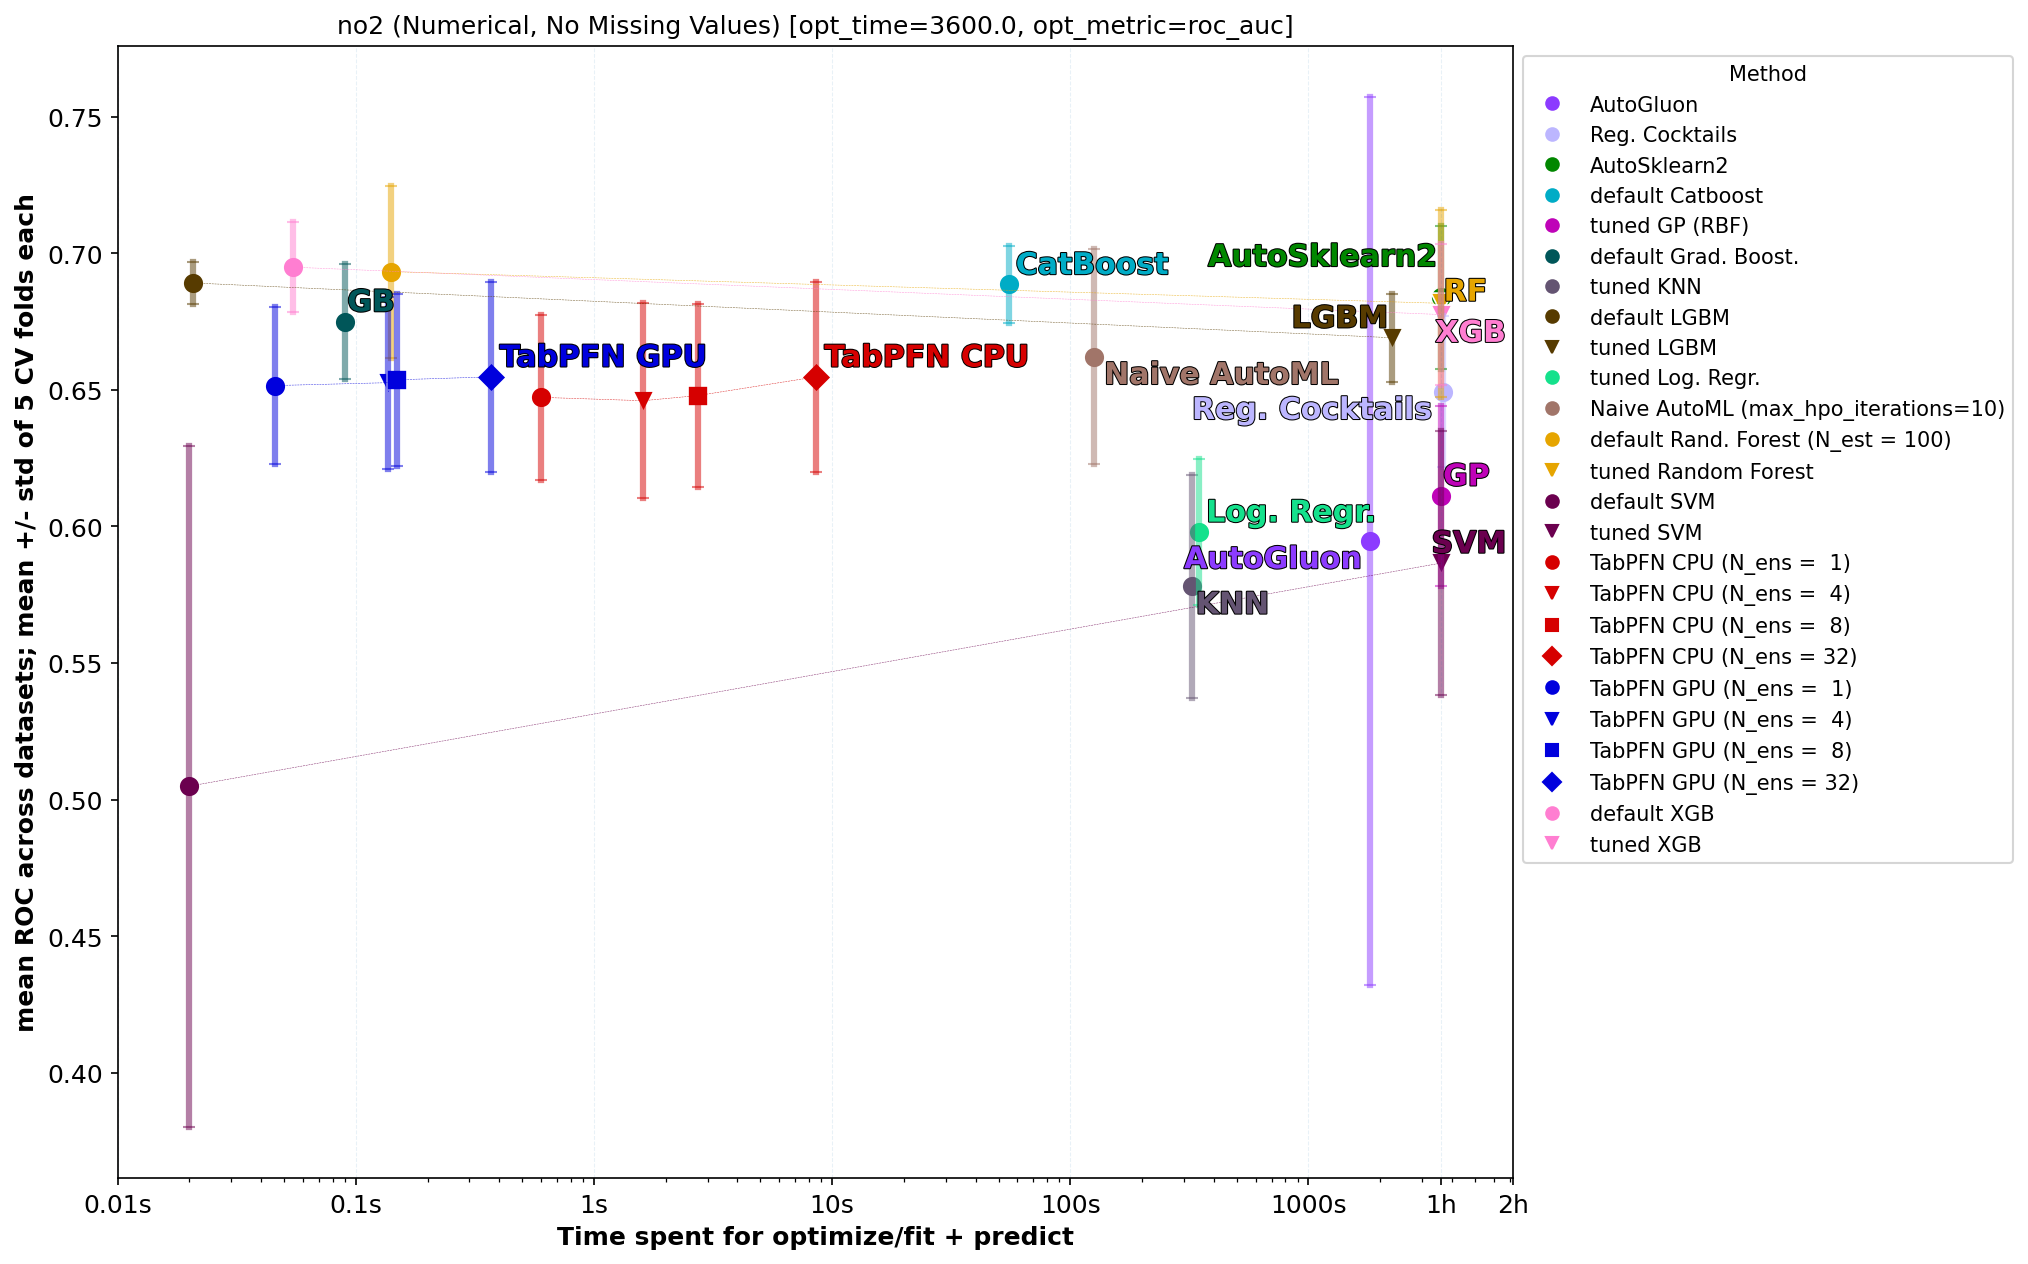 no2 (Numerical, No Missing Values) [opt_time=3600.0, opt_metric=roc_auc]
mean ROC across datasets; mean +/- std of 5 CV folds each
0.75
0.70
0.65
0.60
0.55
0.50
0.45
0.40
GB
TabPFN GPU
TabPFN CPU
CatBoost
AutoSklearn2
RF
LGBM
XGB
Naive AutoML
Reg. Cocktails
GP
Log. Regr.
SVM
AutoGluon
KNN
0.01s
0.1s
1s
10s
100s
1000s
1h
2h
Time spent for optimize/fit + predict
Method
AutoGluon
Reg. Cocktails
AutoSklearn2
default Catboost
tuned GP (RBF)
default Grad. Boost.
tuned KNN
default LGBM
tuned LGBM
tuned Log. Regr.
Naive AutoML (max_hpo_iterations=10)
default Rand. Forest (N_est = 100)
tuned Random Forest
default SVM
tuned SVM
TabPFN CPU (N_ens =  1)
TabPFN CPU (N_ens =  4)
TabPFN CPU (N_ens =  8)
TabPFN CPU (N_ens = 32)
TabPFN GPU (N_ens =  1)
TabPFN GPU (N_ens =  4)
TabPFN GPU (N_ens =  8)
TabPFN GPU (N_ens = 32)
default XGB
tuned XGB